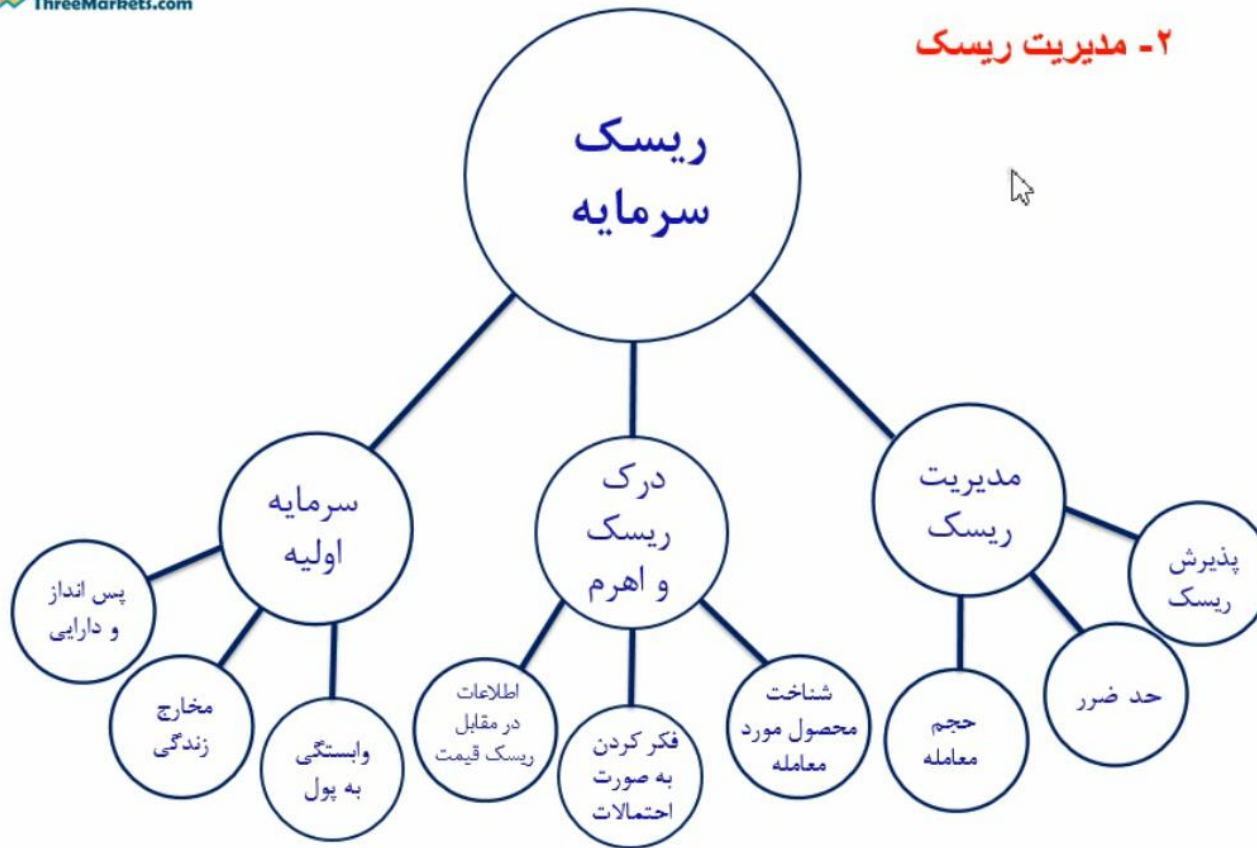 ThreeMarkets.com
۲- مدیریت ریسک
ریسک
سرمایه
مدیریت
ریسک
پذیرش
ریسک
حد ضرر
حجم
معامله
درک
ریسک
و اهرم
شناخت
محصول مورد
معامله
فکر کردن
به صورت
احتمالات
اطلاعات
در مقابل
ریسک قیمت
سرمایه
اولیه
وابستگی
به پول
مخارج
زندگی
پس انداز
و دارایی